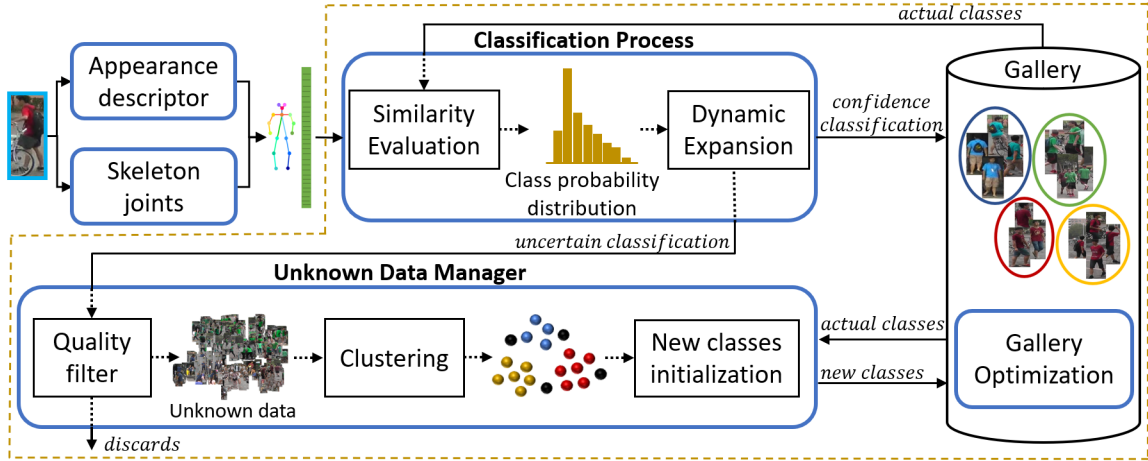 actual classes
Classification Process
Appearance
descriptor
Skeleton
joints
Similarity
Evaluation
Class probability
distribution
Dynamic
Expansion
confidence
classification
Gallery
uncertain classification
Unknown Data Manager
Quality
filter
Unknown data
Clustering
New classes
initialization
actual classes
new classes
Gallery
Optimization
discards